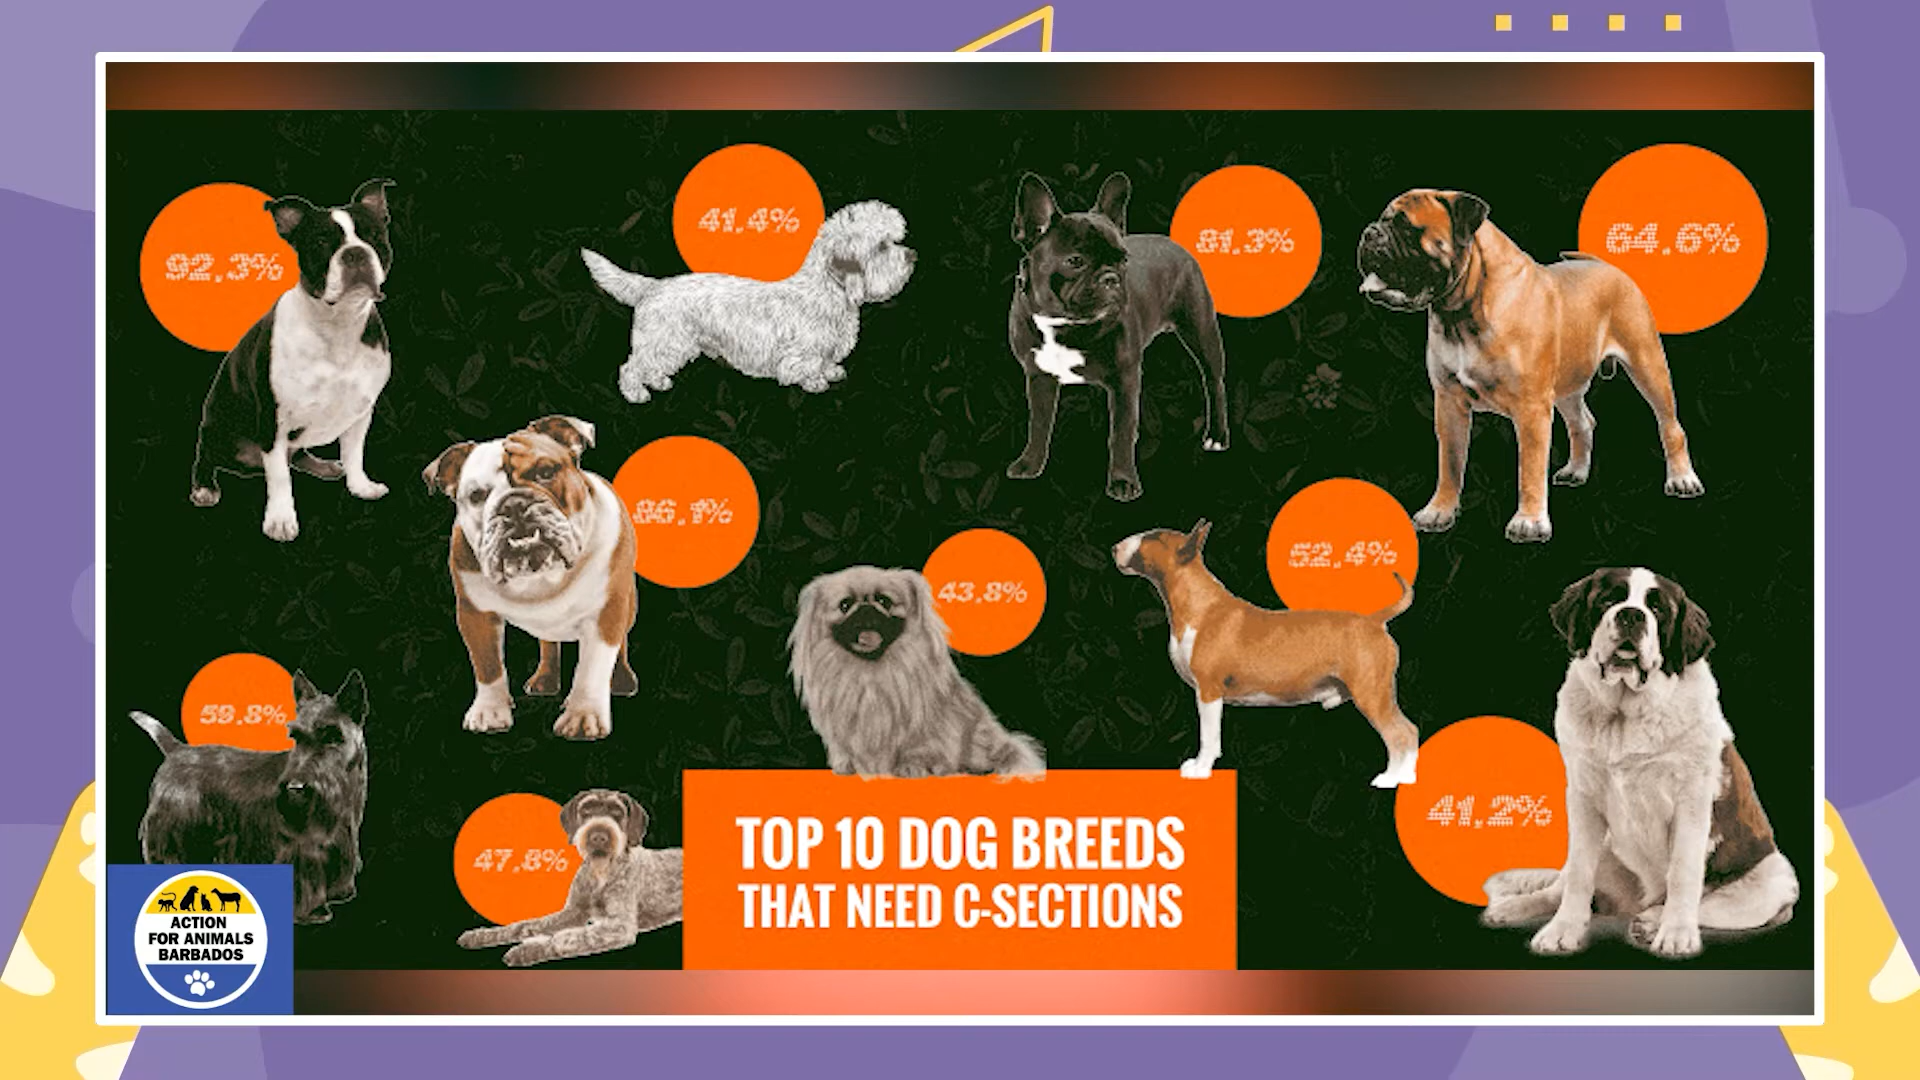 92.3%
41.4%
81.3%
64.6%
86.1%
43.8%
52.4%
59.8%
47.8%
41.2%
TOP 10 DOG BREEDS
THAT NEED C-SECTIONS
ACTION
FOR ANIMALS
BARBADOS